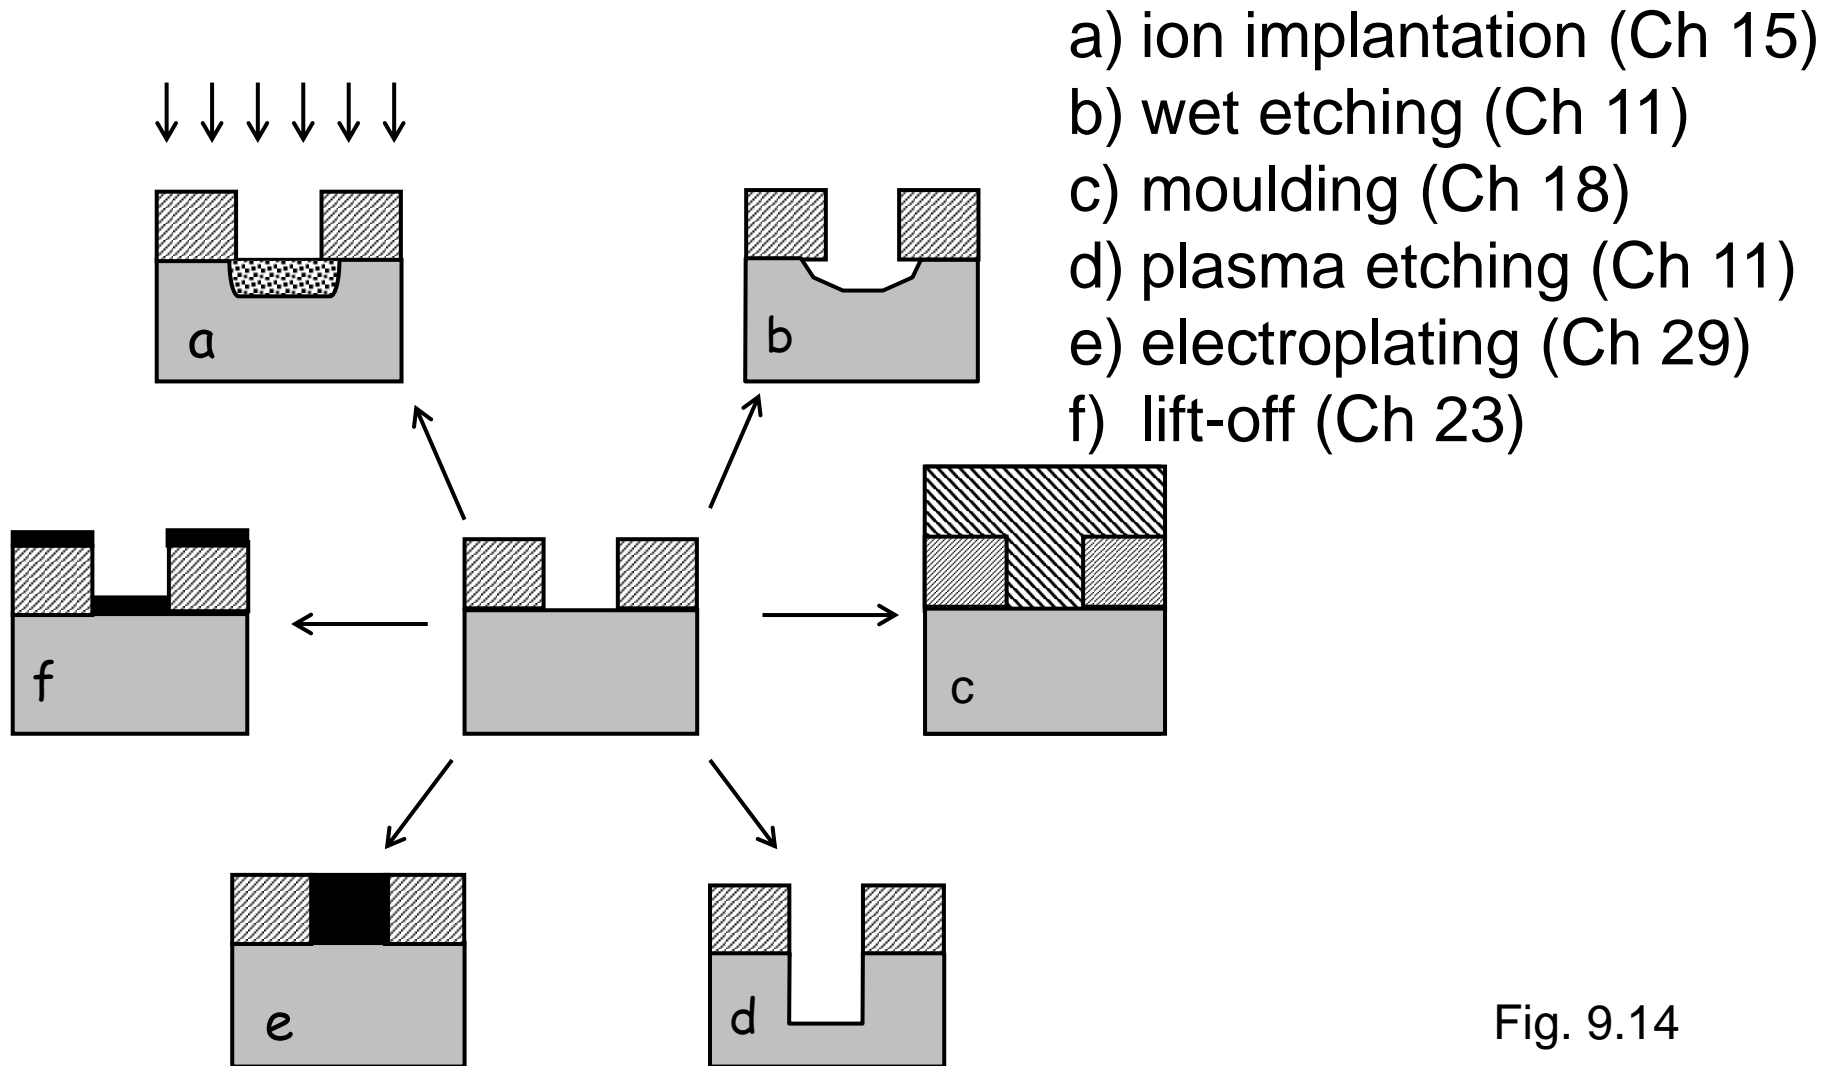 a) ion implantation (Ch 15)
b) wet etching (Ch 11)
c) moulding (Ch 18)
d) plasma etching (Ch 11)
e) electroplating (Ch 29)
f) lift-off (Ch 23)
a
b
f
c
e
d
Fig. 9.14